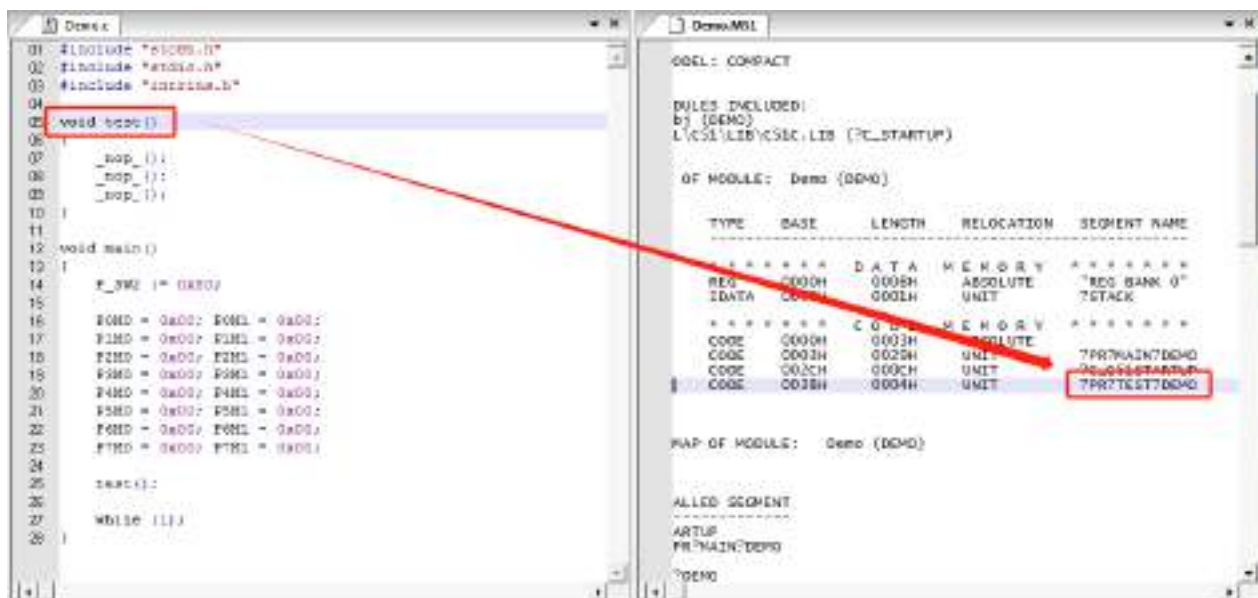 Demo.c
01 #include "stc8h.h"
02 #include "stdio.h"
03 #include "intrins.h"
04
05 void test()
06 {
07 _nop_();
08 _nop_();
09 _nop_();
10 }
11
12 void main()
13 {
14 P_SW2 |= 0x80;
15
16 P0M0 = 0x00; P0M1 = 0x00;
17 P1M0 = 0x00; P1M1 = 0x00;
18 P2M0 = 0x00; P2M1 = 0x00;
19 P3M0 = 0x00; P3M1 = 0x00;
20 P4M0 = 0x00; P4M1 = 0x00;
21 P5M0 = 0x00; P5M1 = 0x00;
22 P6M0 = 0x00; P6M1 = 0x00;
23 P7M0 = 0x00; P7M1 = 0x00;
24
25 test();
26
27 while (1);
28 }
Demo.M51
ODEL: COMPACT
DULES INCLUDED:
bj (DEMO)
L\C51\LIB\C51C.LIB (?C_STARTUP)
OF MODULE: Demo (DEMO)
TYPE BASE LENGTH RELOCATION SEGMENT NAME
* * * * * * * D A T A M E M O R Y * * * * * * *
REG 0000H 0008H ABSOLUTE "REG BANK 0"
IDATA 0001H UNIT ?STACK
* * * * * * * C O D E M E M O R Y * * * * * * *
CODE 0000H 0003H ABSOLUTE
CODE 0003H 0029H UNIT ?PR?MAIN?DEMO
CODE 002CH 000CH UNIT ?C_C51STARTUP
CODE 0038H 0004H UNIT ?PR?TEST?DEMO
MAP OF MODULE: Demo (DEMO)
ALLED SEGMENT
ARTUP
PR?MAIN?DEMO
?DEMO